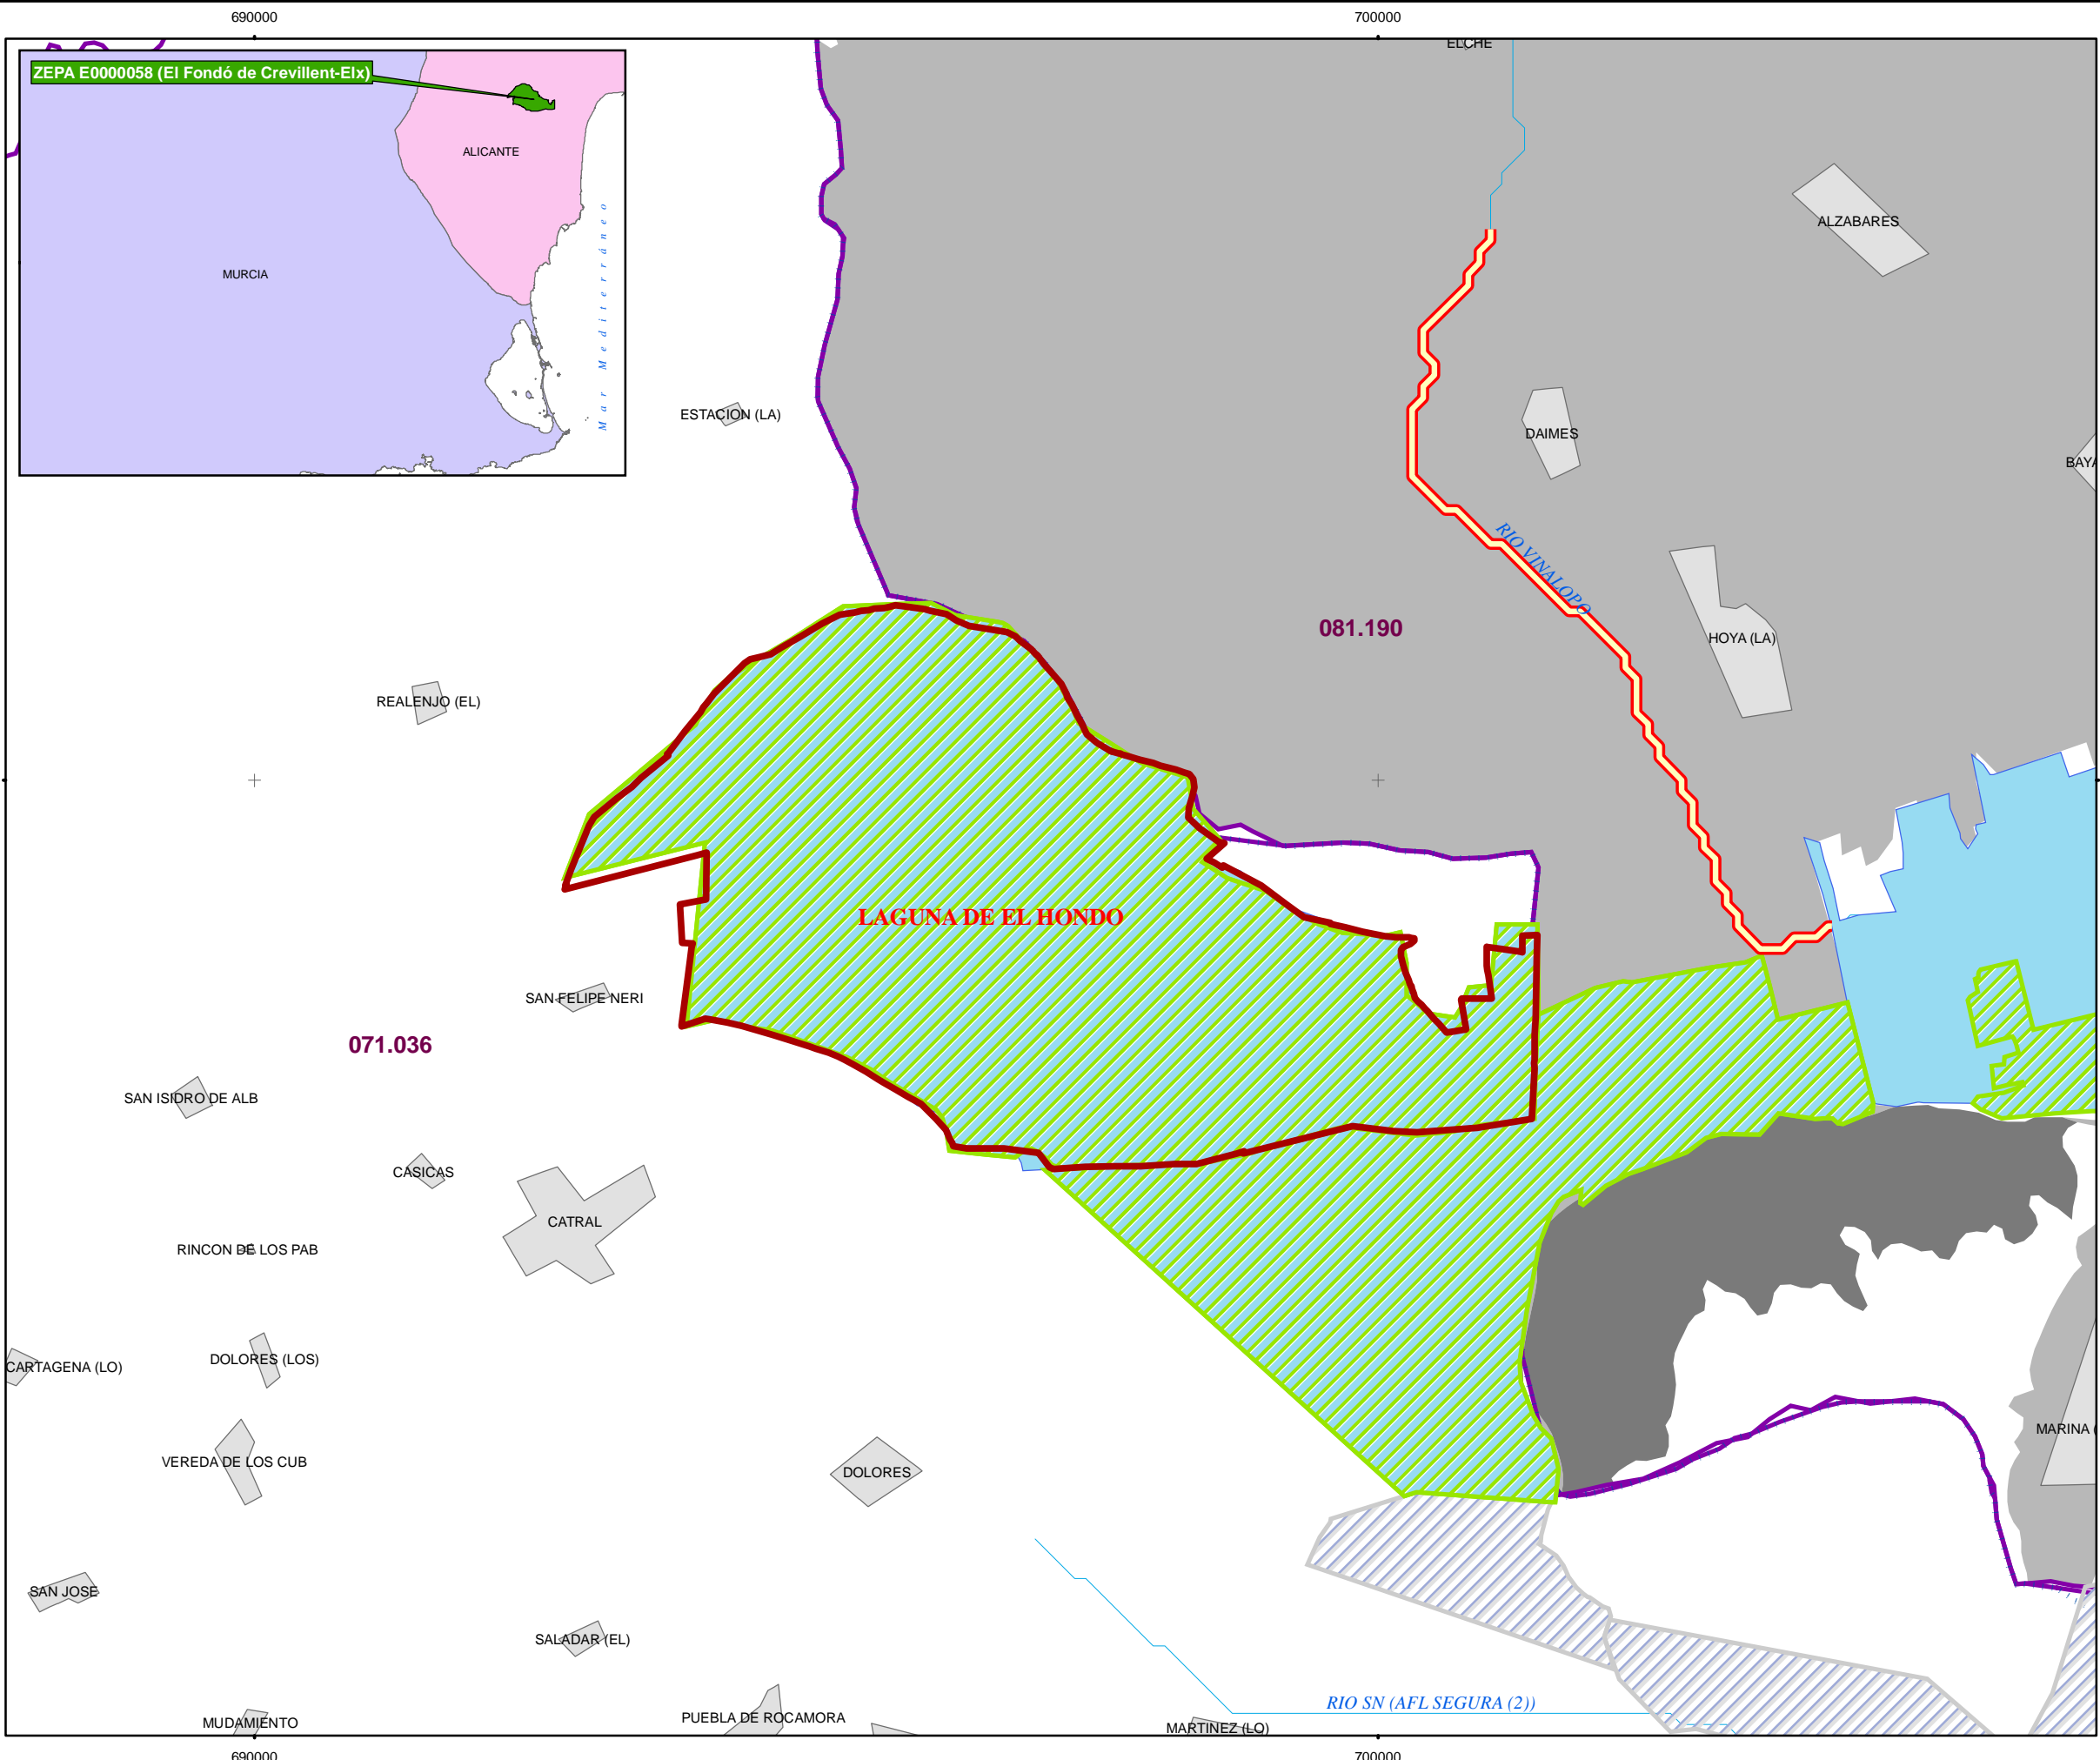 690000
700000
ELCHE
ZEPA E0000058 (El Fondó de Crevillent-Elx)
ALICANTE
MURCIA
Mar Mediterráneo
ALZABARES
ESTACION (LA)
DAIMES
BAYA
RIO VINALOPO
081.190
HOYA (LA)
REALENJO (EL)
LAGUNA DE EL HONDO
SAN FELIPE NERI
071.036
SAN ISIDRO DE ALB
CASICAS
CATRAL
RINCON DE LOS PAB
DOLORES (LOS)
CARTAGENA (LO)
MARINA (
VEREDA DE LOS CUB
DOLORES
SAN JOSE
SALADAR (EL)
RIO SN (AFL SEGURA (2))
PUEBLA DE ROCAMORA
MUDAMIENTO
MARTINEZ (LO)
690000
700000